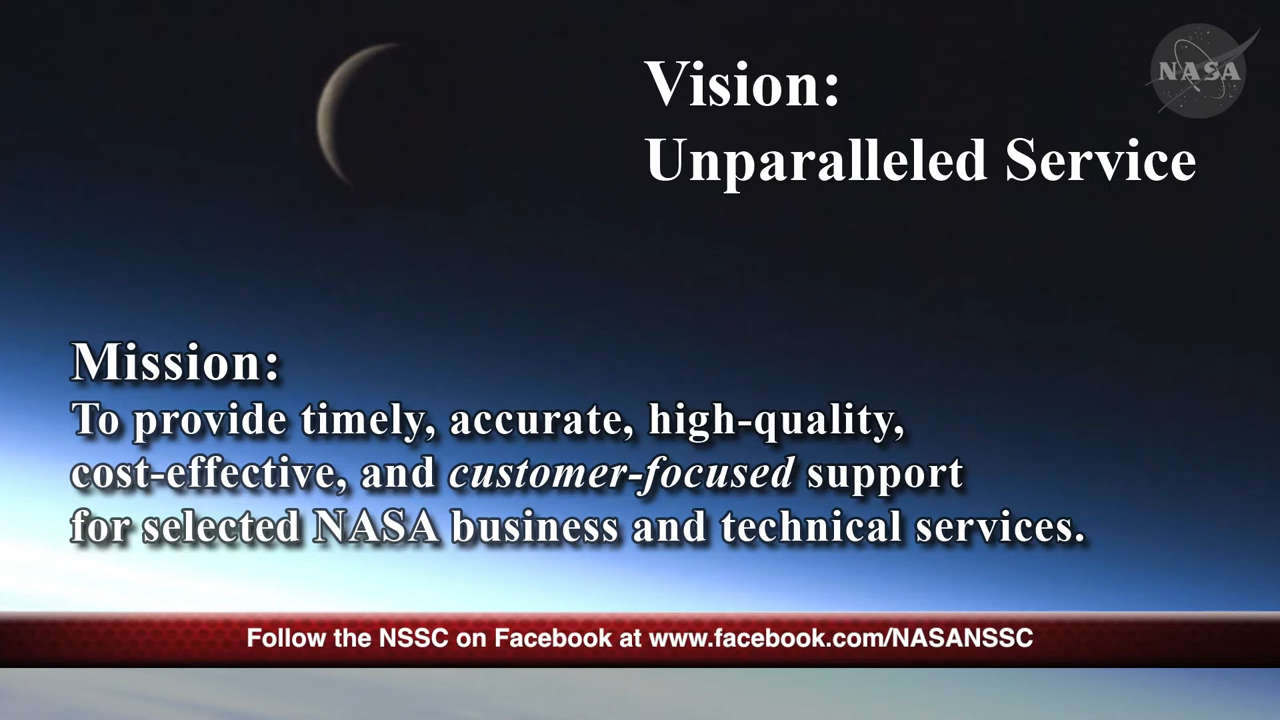 NASA
Vision:
Unparalleled Service
Mission:
To provide timely, accurate, high-quality,
cost-effective, and customer-focused support
for selected NASA business and technical services.
Follow the NSSC on Facebook at www.facebook.com/NASANSSC